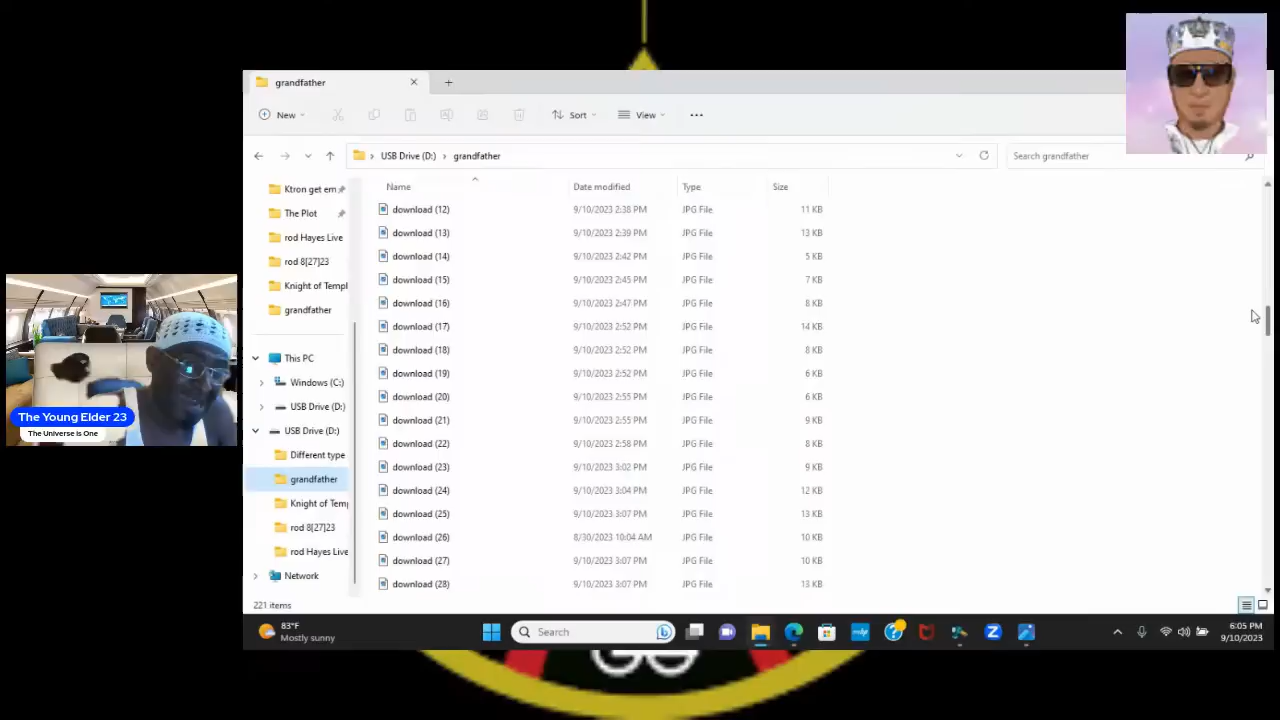 grandfather
New
Sort
View
USB Drive (D:) > grandfather
Search grandfather
Ktron get em
The Plot
rod Hayes Live
rod 8[27]23
Knight of Templ
grandfather
This PC
Windows (C:)
USB Drive (D:)
USB Drive (D:)
Different type
grandfather
Knight of Temp
rod 8[27]23
rod Hayes Live
Network
Name Date modified Type Size
download (12) 9/10/2023 2:38 PM JPG File 11 KB
download (13) 9/10/2023 2:39 PM JPG File 13 KB
download (14) 9/10/2023 2:42 PM JPG File 5 KB
download (15) 9/10/2023 2:45 PM JPG File 7 KB
download (16) 9/10/2023 2:47 PM JPG File 8 KB
download (17) 9/10/2023 2:52 PM JPG File 14 KB
download (18) 9/10/2023 2:52 PM JPG File 8 KB
download (19) 9/10/2023 2:52 PM JPG File 6 KB
download (20) 9/10/2023 2:55 PM JPG File 6 KB
download (21) 9/10/2023 2:55 PM JPG File 9 KB
download (22) 9/10/2023 2:58 PM JPG File 8 KB
download (23) 9/10/2023 3:02 PM JPG File 9 KB
download (24) 9/10/2023 3:04 PM JPG File 12 KB
download (25) 9/10/2023 3:07 PM JPG File 13 KB
download (26) 8/30/2023 10:04 AM JPG File 10 KB
download (27) 9/10/2023 3:07 PM JPG File 10 KB
download (28) 9/10/2023 3:07 PM JPG File 13 KB
221 items
The Young Elder 23
The Universe is One
83°F
Mostly sunny
Search
6:05 PM
9/10/2023